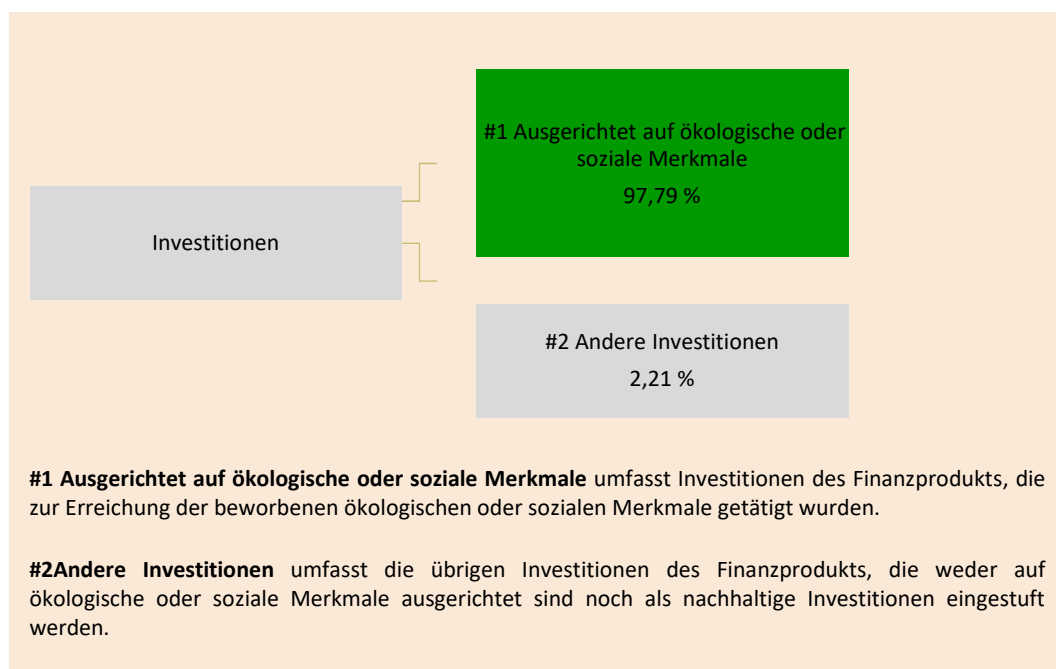 #1 Ausgerichtet auf ökologische oder
soziale Merkmale
97,79 %
Investitionen
#2 Andere Investitionen
2,21 %
#1 Ausgerichtet auf ökologische oder soziale Merkmale umfasst Investitionen des Finanzprodukts, die
zur Erreichung der beworbenen ökologischen oder sozialen Merkmale getätigt wurden.
#2Andere Investitionen umfasst die übrigen Investitionen des Finanzprodukts, die weder auf
ökologische oder soziale Merkmale ausgerichtet sind noch als nachhaltige Investitionen eingestuft
werden.